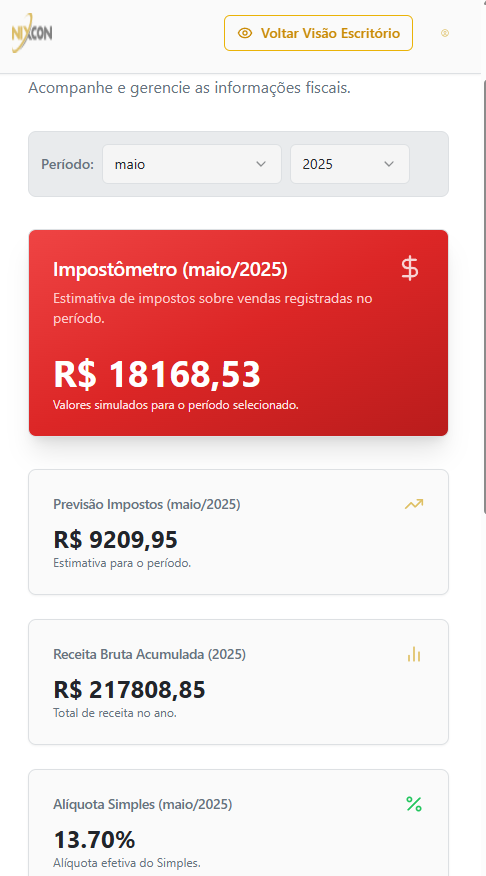 NIXCON
Voltar Visão Escritório
Acompanhe e gerencie as informações fiscais.
Período:
maio
2025
Impostômetro (maio/2025)
Estimativa de impostos sobre vendas registradas no
período.
R$ 18168,53
Valores simulados para o período selecionado.
Previsão Impostos (maio/2025)
R$ 9209,95
Estimativa para o período.
Receita Bruta Acumulada (2025)
R$ 217808,85
Total de receita no ano.
Alíquota Simples (maio/2025)
13.70%
Alíquota efetiva do Simples.